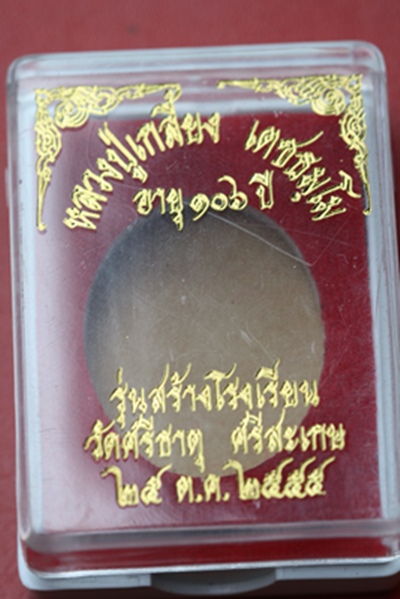 หลวงปู่เกลี้ยง เตชธมฺโม
อายุ ๑๐๖ ปี
รุ่นสร้างโรงเรียน
วัดศรีธาตุ ศรีสะเกษ
๒๕ ต.ค. ๒๕๕๕